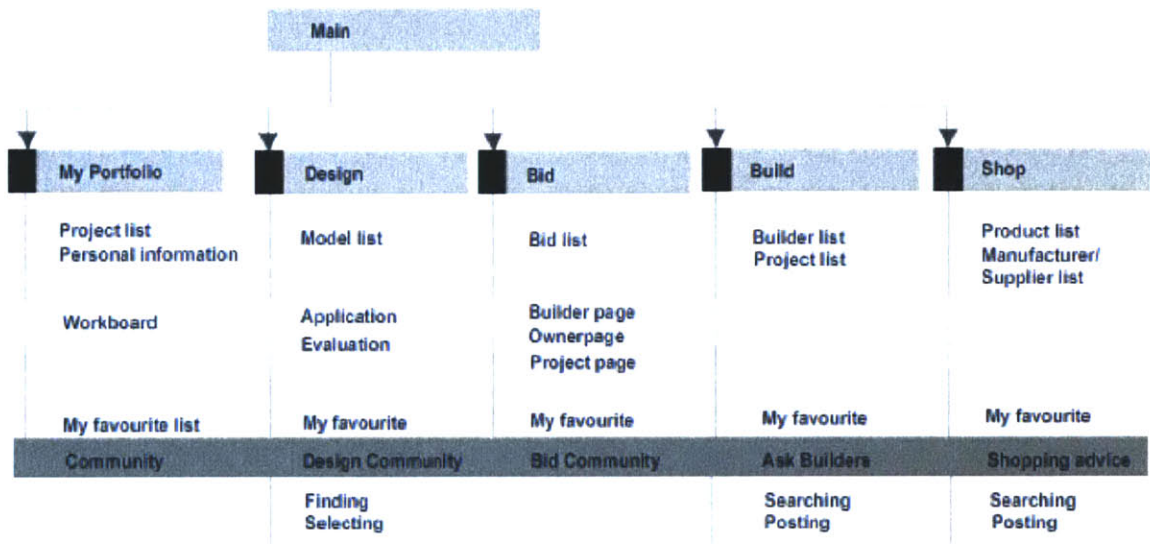 Main
My Portfolio
Design
Bid
Build
Shop
Project list
Personal information
Model list
Bid list
Builder list
Project list
Product list
Manufacturer/
Supplier list
Workboard
Application
Evaluation
Builder page
Ownerpage
Project page
My favourite list
My favourite
My favourite
My favourite
My favourite
Community
Design Community
Bid Community
Ask Builders
Shopping advice
Finding
Selecting
Searching
Posting
Searching
Posting